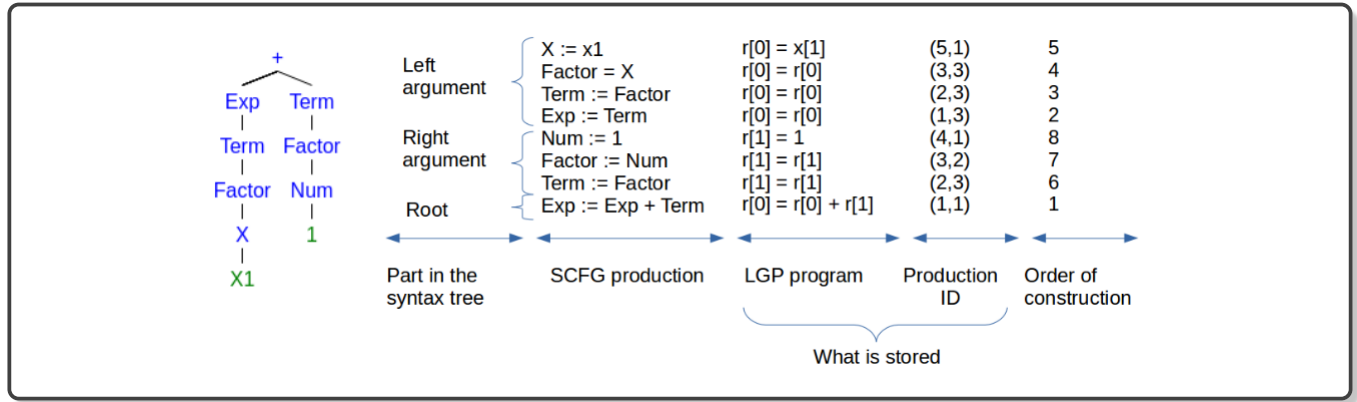 +
Exp Term
Term Factor
Factor Num
X 1
X1
Left
argument
Right
argument
Root
X := x1 r[0] = x[1] (5,1) 5
Factor = X r[0] = r[0] (3,3) 4
Term := Factor r[0] = r[0] (2,3) 3
Exp := Term r[0] = r[0] (1,3) 2
Num := 1 r[1] = 1 (4,1) 8
Factor := Num r[1] = r[1] (3,2) 7
Term := Factor r[1] = r[1] (2,3) 6
Exp := Exp + Term r[0] = r[0] + r[1] (1,1) 1
Part in the
syntax tree
SCFG production
LGP program
Production
ID
Order of
construction
What is stored